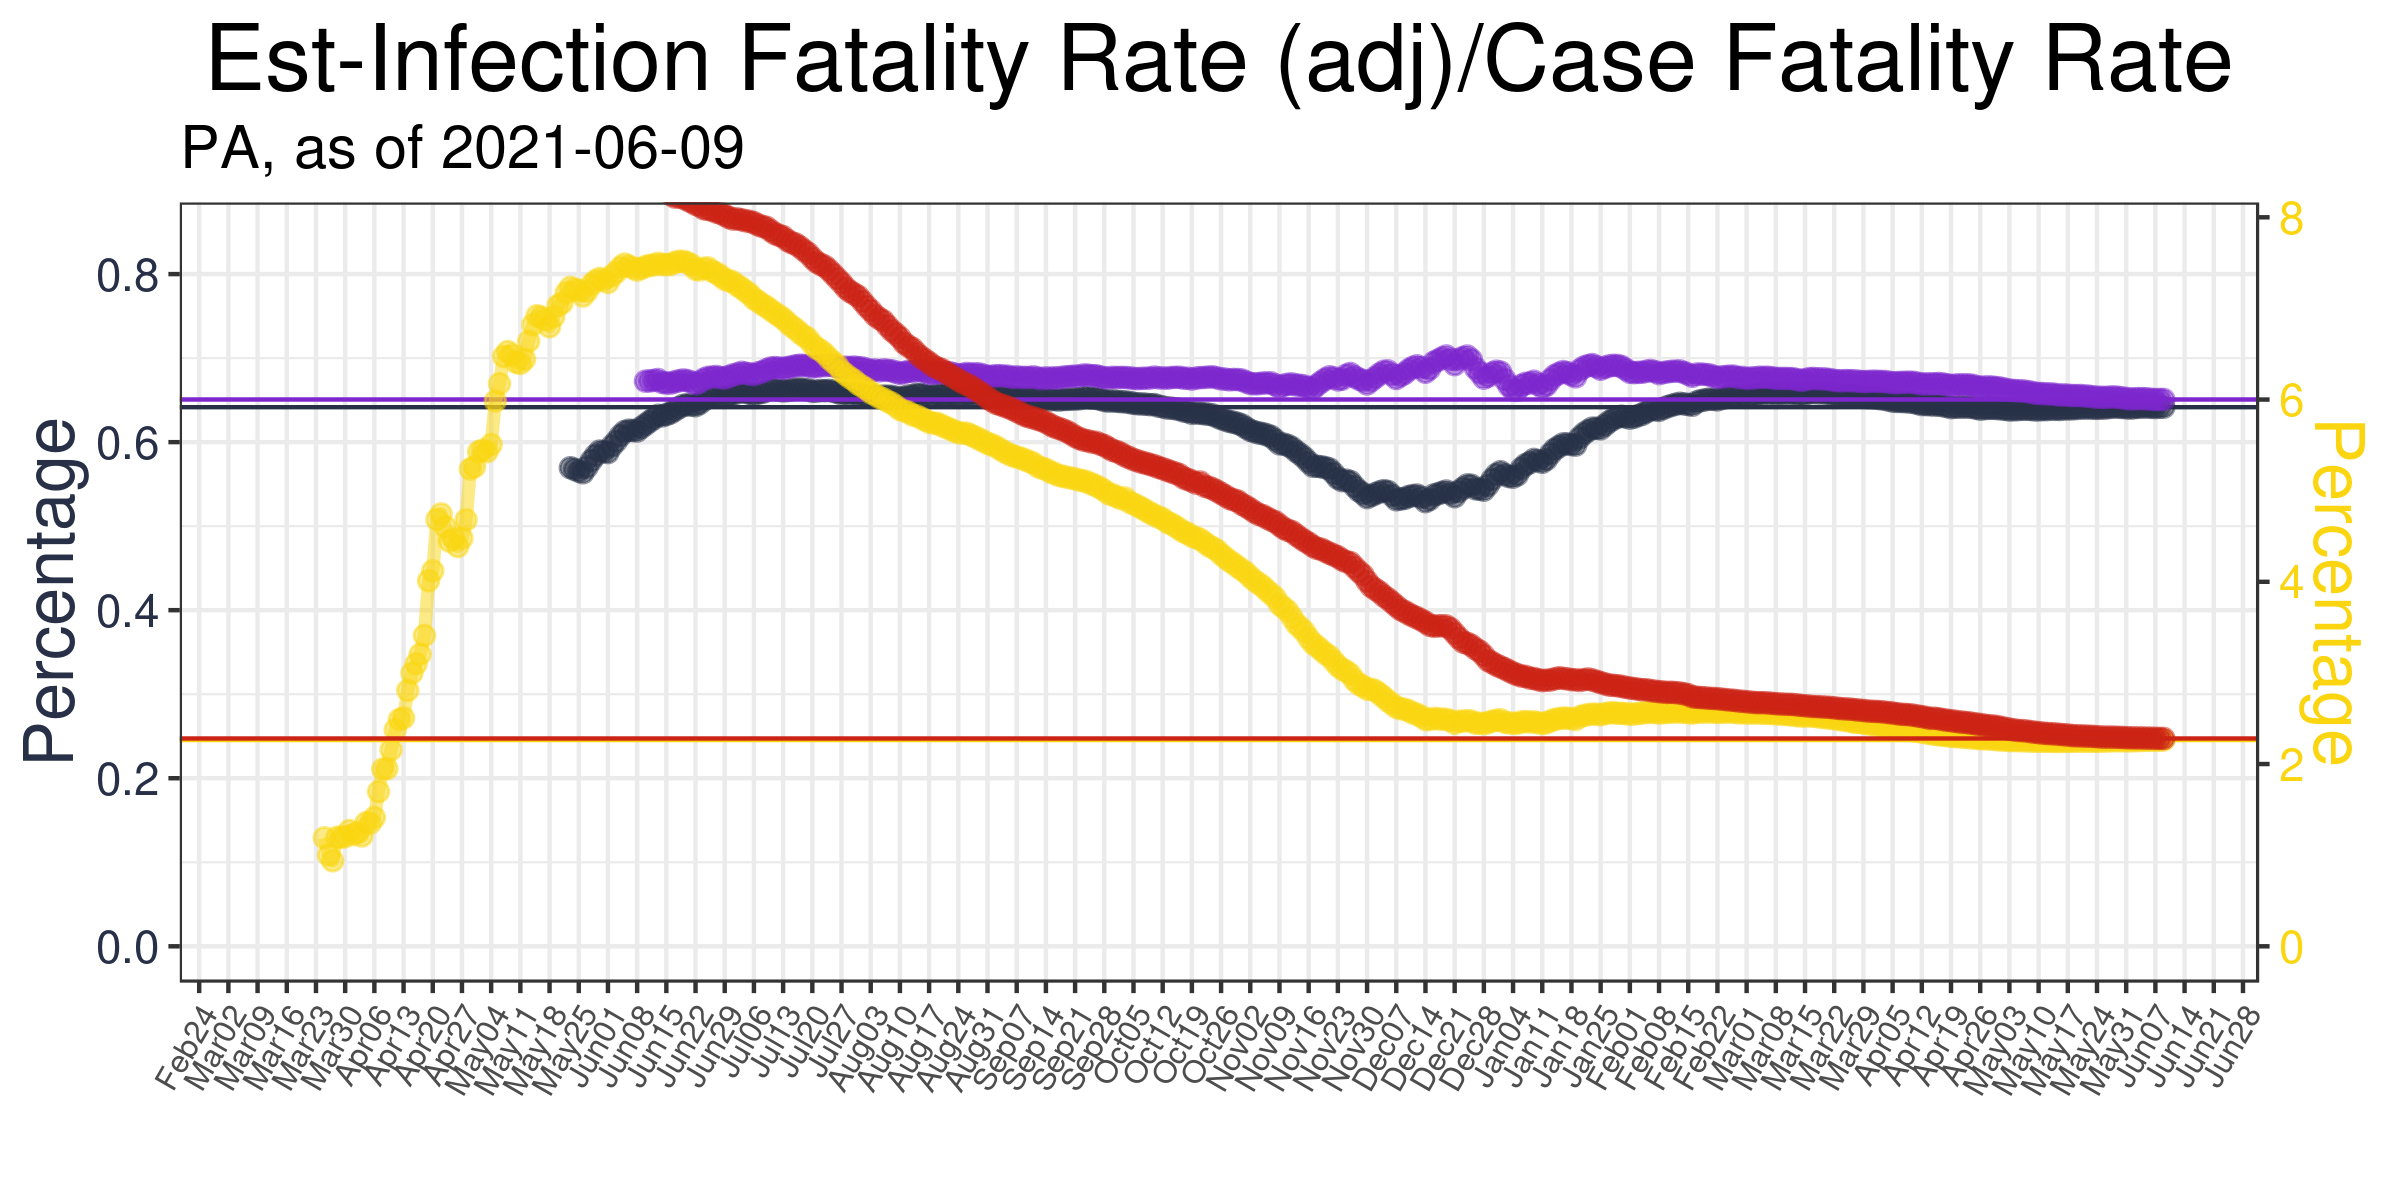 Est-Infection Fatality Rate (adj)/Case Fatality Rate
PA, as of 2021-06-09
Percentage
0.8
0.6
0.4
0.2
0.0
8
6
4
2
0
Percentage
Feb24
Mar02
Mar09
Mar16
Mar23
Mar30
Apr06
Apr13
Apr20
Apr27
May04
May11
May18
May25
Jun01
Jun08
Jun15
Jun22
Jun29
Jul06
Jul13
Jul20
Jul27
Aug03
Aug10
Aug17
Aug24
Aug31
Sep07
Sep14
Sep21
Sep28
Oct05
Oct12
Oct19
Oct26
Nov02
Nov09
Nov16
Nov23
Nov30
Dec07
Dec14
Dec21
Dec28
Jan04
Jan11
Jan18
Jan25
Feb01
Feb08
Feb15
Feb22
Mar01
Mar08
Mar15
Mar22
Mar29
Apr05
Apr12
Apr19
Apr26
May03
May10
May17
May24
May31
Jun07
Jun14
Jun21
Jun28